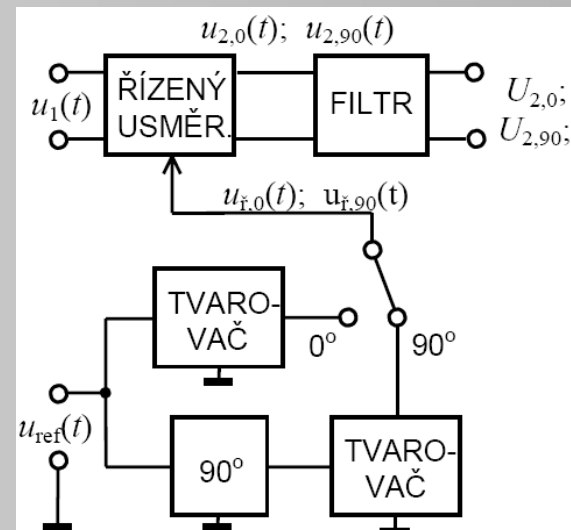 u2,0(t); u2,90(t)
u1(t)
ŘÍZENÝ
USMĚR.
FILTR
U2,0;
U2,90;
uř,0(t); uř,90(t)
TVARO-
VAČ
0°
90°
uref(t)
90°
TVARO-
VAČ